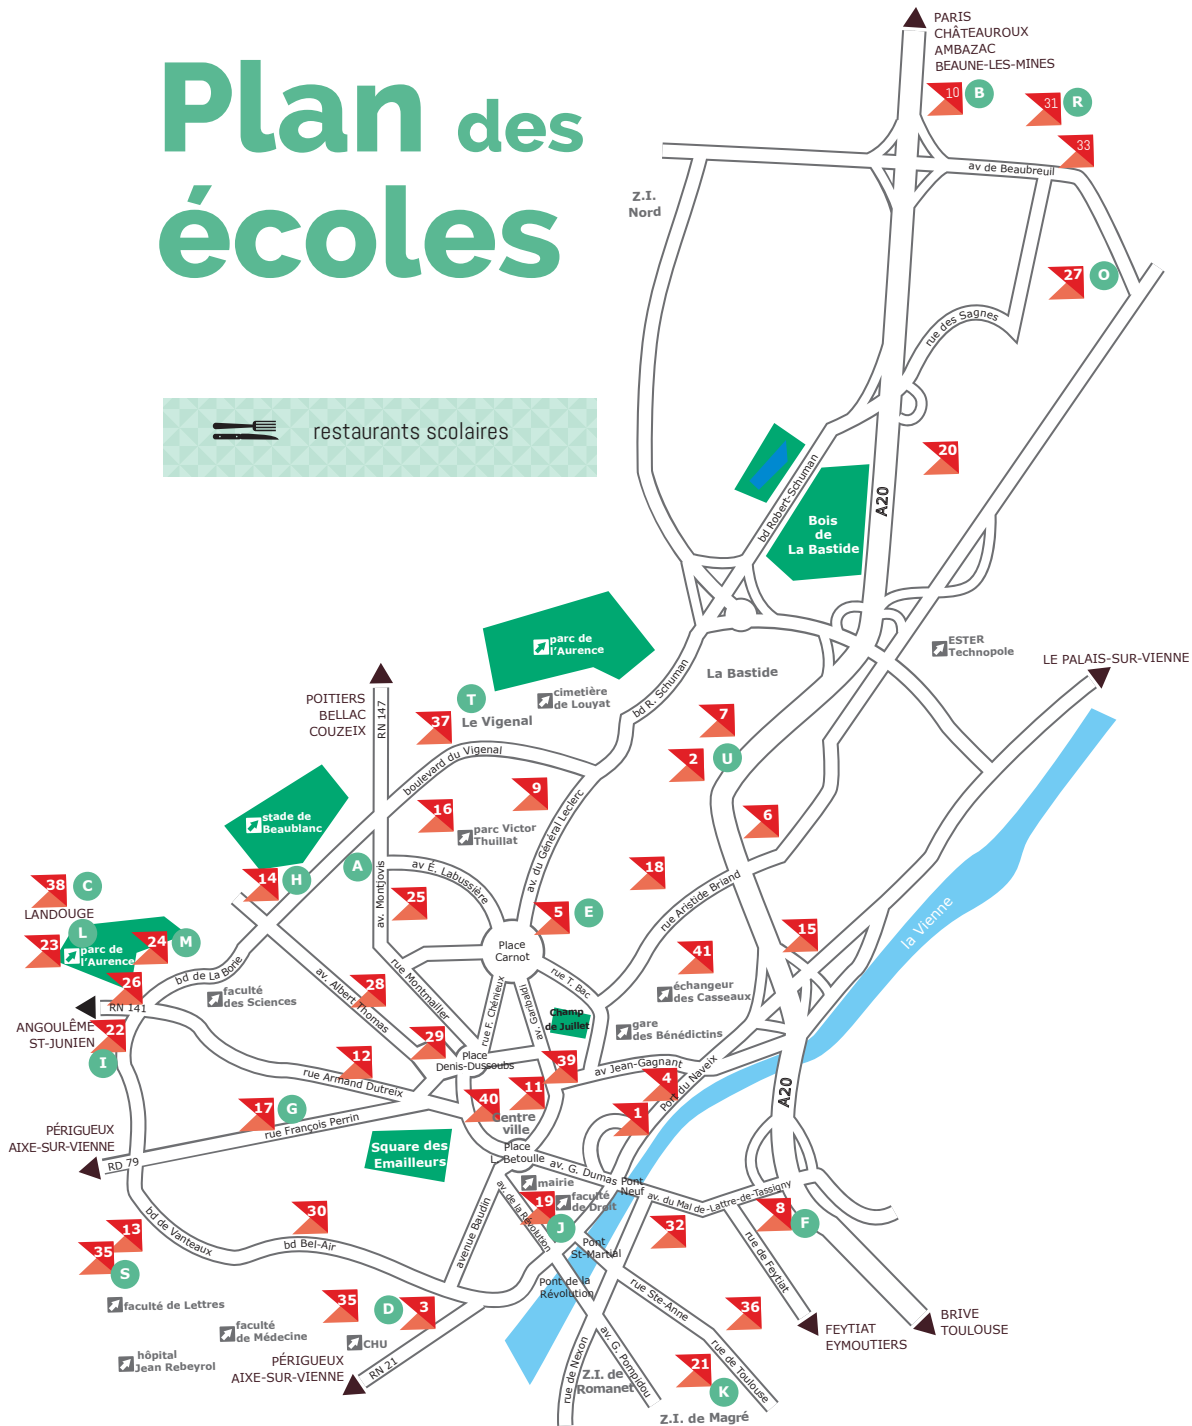 Plan des
écoles
restaurants scolaires
PARIS
CHÂTEAUROUX
AMBAZAC
BEAUNE-LES-MINES
10
B
31
R
33
av de Beaubreuil
Z.I.
Nord
27
O
rue des Sagnes
20
A20
bd Robert-Schuman
Bois
de
La Bastide
parc de
l'Aurence
ESTER
Technopole
LE PALAIS-SUR-VIENNE
La Bastide
POITIERS
BELLAC
COUZEIX
RN 147
T
cimetière
de Louyat
37
Le Vigenal
bd R. Schuman
7
2
U
boulevard du Vigenal
9
16
parc Victor
Thuillat
av. du Général Leclerc
6
stade de
Beaublanc
14
H
A
av. Montjovis
av É. Labussière
18
25
38
C
LANDOUGE
5
E
rue Aristide Briand
L
23
parc de
l'Aurence
24
M
15
la Vienne
Place
Carnot
41
26
bd de La Borie
av. Albert Thomas
28
rue Montmailler
rue F. Chénieux
av. Garibaldi
rue T. Bac
échangeur
des Casseaux
faculté
des Sciences
RN 141
ANGOULÊME
ST-JUNIEN
22
I
Champ
de Juillet
gare
des Bénédictins
29
12
Place
Denis-Dussoubs
39
av Jean-Gagnant
4
Pont du Naveix
rue Armand Dutreix
A20
40
11
1
Centre
ville
17
G
rue François Perrin
PÉRIGUEUX
AIXE-SUR-VIENNE
RD 79
Square des
Emailleurs
Place
L. Betoulle
av. G. Dumas
Pont
Neuf
av. du Mal de-Lattre-de-Tassigny
mairie
19
faculté
de Droit
J
av. de la Révolution
avenue Baudin
8
F
30
bd de Vanteaux
bd Bel-Air
13
35
S
Pont
St-Martial
32
rue de Feytiat
Pont de la
Révolution
rue Ste-Anne
faculté de Lettres
35
D
3
36
faculté
de Médecine
CHU
BRIVE
TOULOUSE
FEYTIAT
EYMOUTIERS
hôpital
Jean Rebeyrol
PÉRIGUEUX
AIXE-SUR-VIENNE
RN 21
rue de Nexon
av. G. Pompidou
rue de Toulouse
Z.I. de
Romanet
21
K
Z.I. de Magré